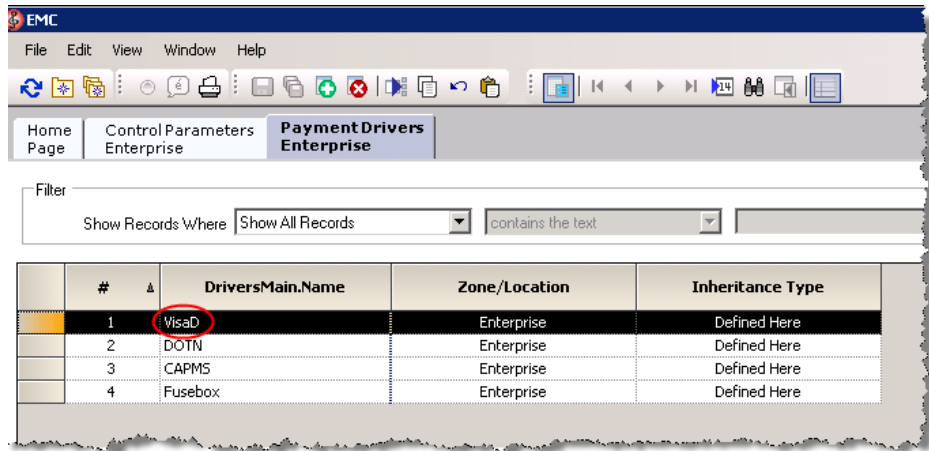 EMC
File Edit View Window Help
14
Home Page
Control Parameters Enterprise
Payment Drivers Enterprise
Filter
Show Records Where Show All Records contains the text
# DriversMain.Name Zone/Location Inheritance Type
1 VisaD Enterprise Defined Here
2 DOTN Enterprise Defined Here
3 CAPMS Enterprise Defined Here
4 Fusebox Enterprise Defined Here